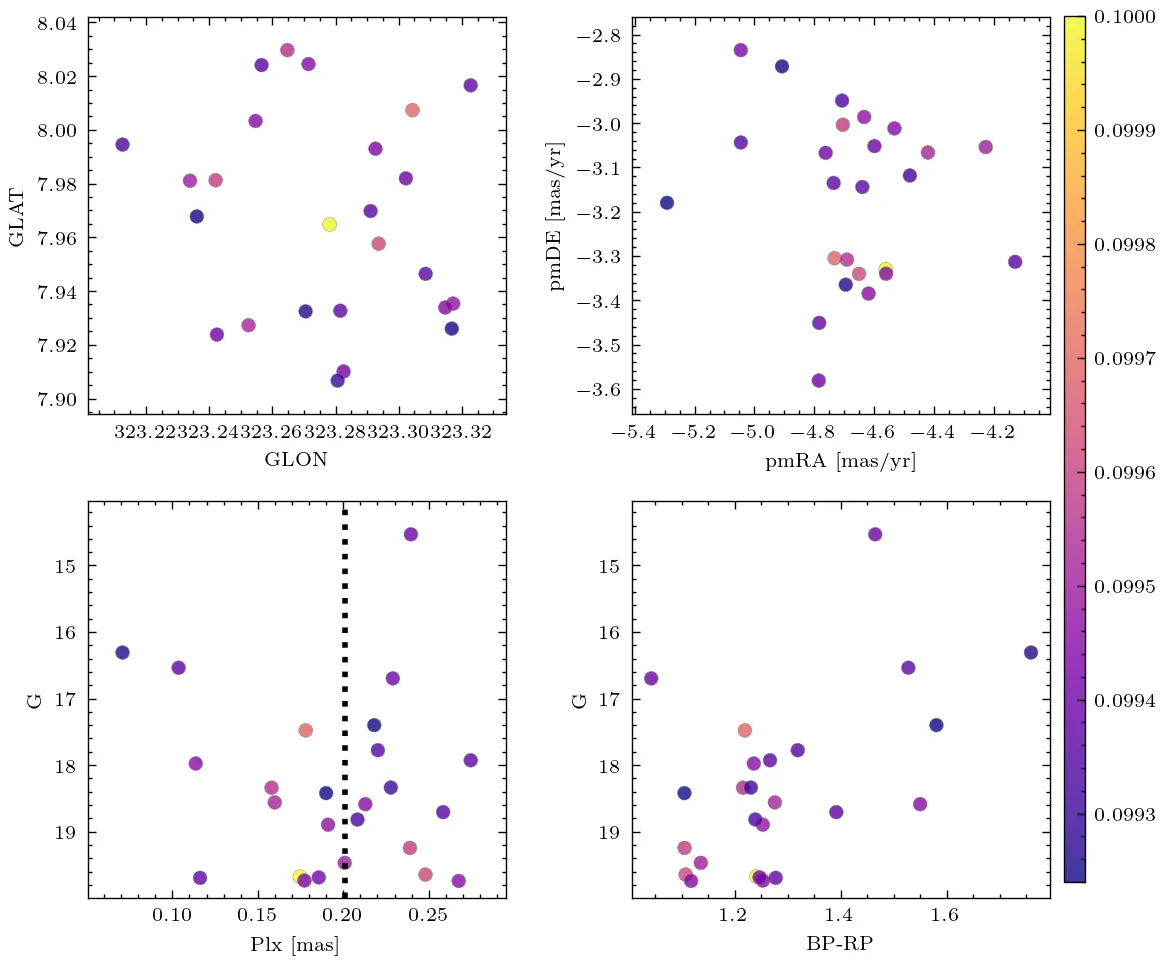 8.04
8.02
8.00
7.98
7.96
7.94
7.92
7.90
GLAT
323.22 323.24 323.26 323.28 323.30 323.32
GLON
−2.8
−2.9
−3.0
−3.1
−3.2
−3.3
−3.4
−3.5
−3.6
pmDE [mas/yr]
−5.4 −5.2 −5.0 −4.8 −4.6 −4.4 −4.2
pmRA [mas/yr]
0.1000
0.0999
0.0998
0.0997
0.0996
0.0995
0.0994
0.0993
15
16
17
18
19
G
0.10 0.15 0.20 0.25
Plx [mas]
15
16
17
18
19
G
1.2 1.4 1.6
BP-RP